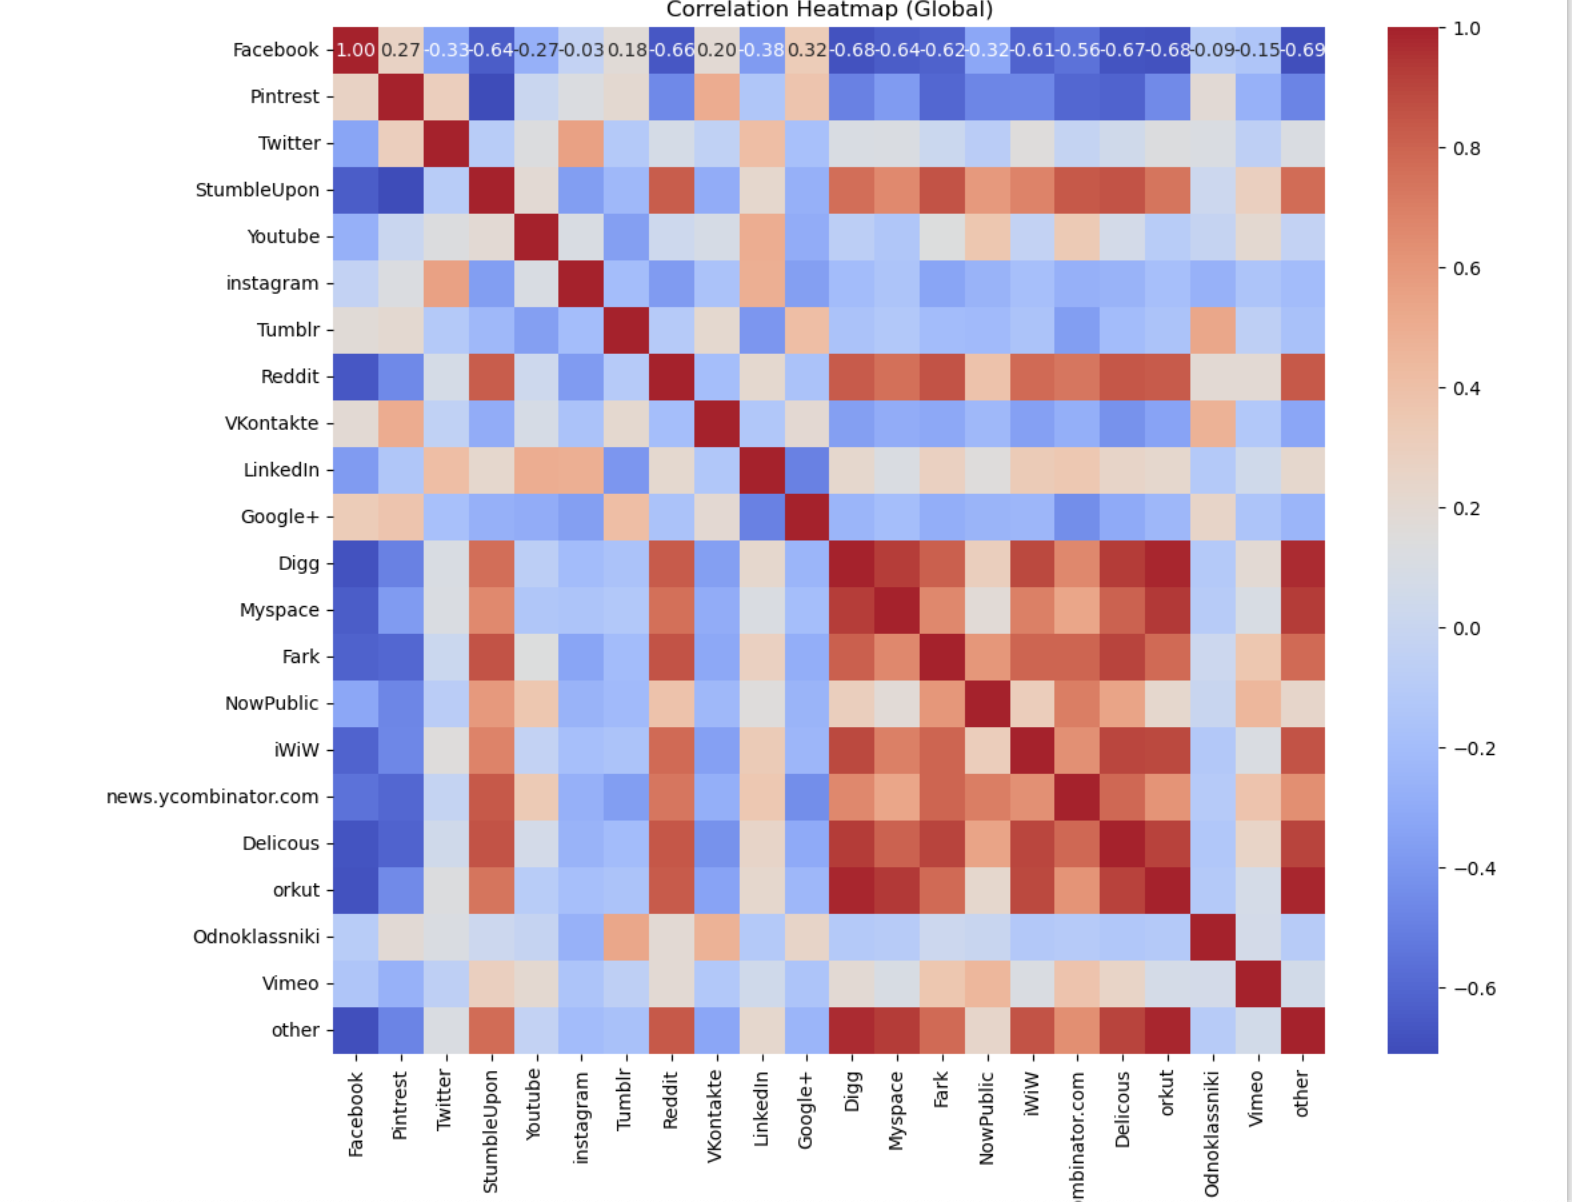 Correlation Heatmap (Global)
Facebook 1.00 0.27 -0.33 -0.64 -0.27 -0.03 0.18 -0.66 0.20 -0.38 0.32 -0.68 -0.64 -0.62 -0.32 -0.61 -0.56 -0.67 -0.68 -0.09 -0.15 -0.69
Pintrest
Twitter
StumbleUpon
Youtube
instagram
Tumblr
Reddit
VKontakte
LinkedIn
Google+
Digg
Myspace
Fark
NowPublic
iWiW
news.ycombinator.com
Delicous
orkut
Odnoklassniki
Vimeo
other
Facebook
Pintrest
Twitter
StumbleUpon
Youtube
instagram
Tumblr
Reddit
VKontakte
LinkedIn
Google+
Digg
Myspace
Fark
NowPublic
iWiW
mbinator.com
Delicous
orkut
Odnoklassniki
Vimeo
other
1.0
0.8
0.6
0.4
0.2
0.0
−0.2
−0.4
−0.6